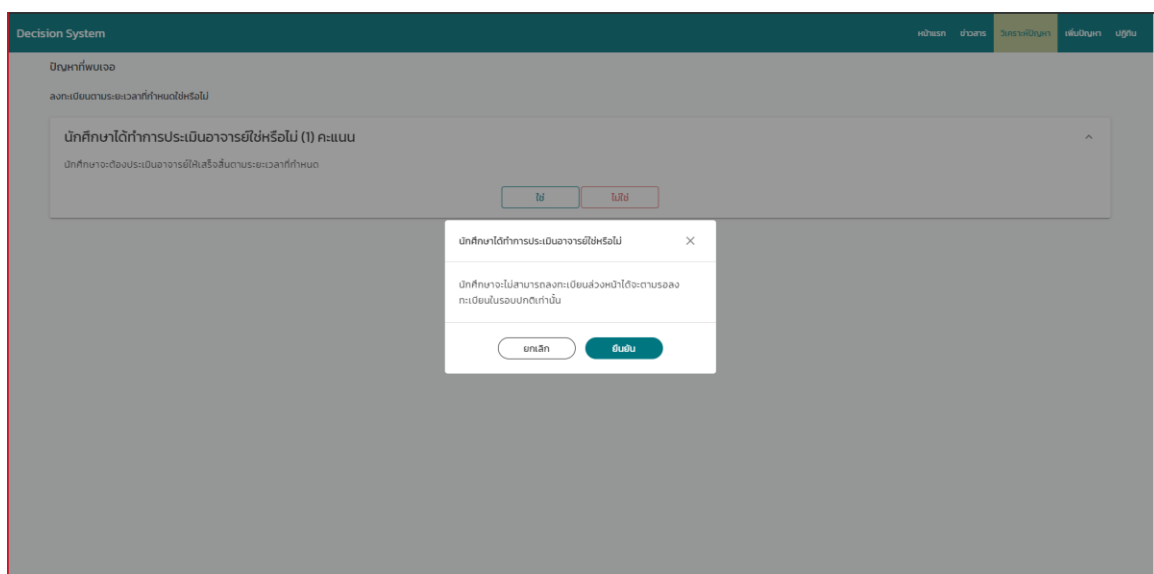 Decision System
หน้าแรก ข่าวสาร วิเคราะห์ปัญหา เพิ่มปัญหา ปฏิทิน
ปัญหาที่พบเจอ
ลงทะเบียนตามระยะเวลาที่กำหนดใช่หรือไม่
นักศึกษาได้ทำการประเมินอาจารย์ใช่หรือไม่ (1) คะแนน
นักศึกษาจะต้องประเมินอาจารย์ให้เสร็จสิ้นตามระยะเวลาที่กำหนด
ใช่ ไม่ใช่
นักศึกษาได้ทำการประเมินอาจารย์ใช่หรือไม่
นักศึกษาจะไม่สามารถลงทะเบียนล่วงหน้าได้จะตามรอลง
ทะเบียนในรอบปกติเท่านั้น
ยกเลิก ยืนยัน